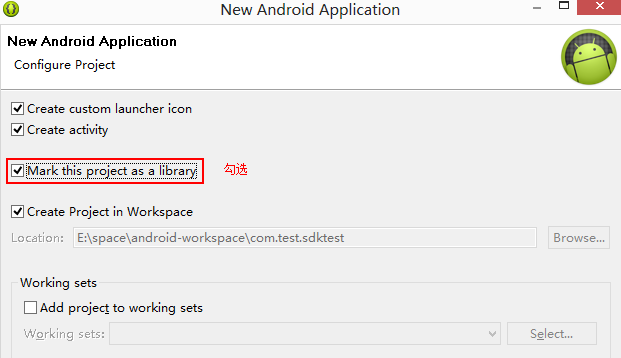 New Android Application
New Android Application
Configure Project
Create custom launcher icon
Create activity
Mark this project as a library 勾选
Create Project in Workspace
Location: E:\space\android-workspace\com.test.sdktest Browse...
Working sets
Add project to working sets
Working sets: Select...